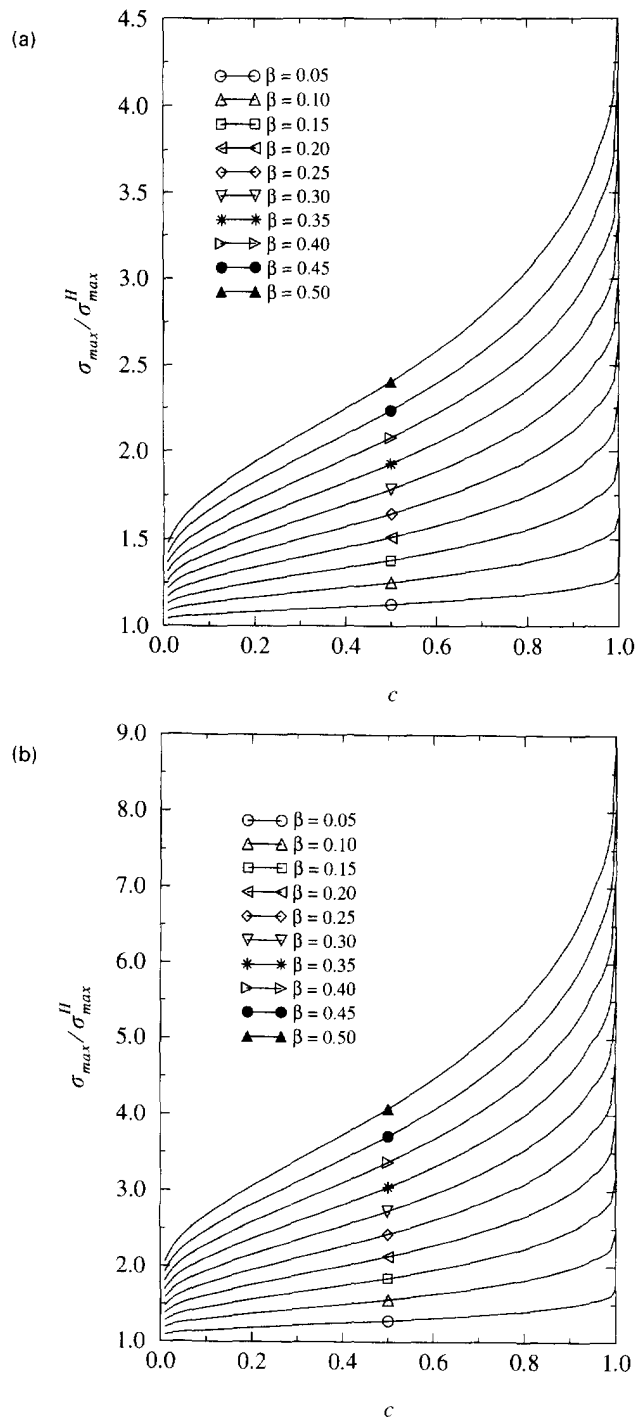 (a)
4.5
4.0
3.5
3.0
2.5
2.0
1.5
1.0
σmax/σ^H_max
β = 0.05
β = 0.10
β = 0.15
β = 0.20
β = 0.25
β = 0.30
β = 0.35
β = 0.40
β = 0.45
β = 0.50
0.0 0.2 0.4 0.6 0.8 1.0
c
(b)
9.0
8.0
7.0
6.0
5.0
4.0
3.0
2.0
1.0
σmax/σ^H_max
β = 0.05
β = 0.10
β = 0.15
β = 0.20
β = 0.25
β = 0.30
β = 0.35
β = 0.40
β = 0.45
β = 0.50
0.0 0.2 0.4 0.6 0.8 1.0
c